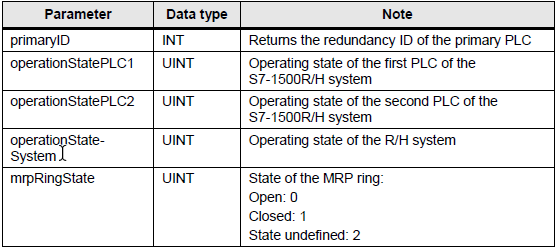 Parameter Data type Note
primaryID INT Returns the redundancy ID of the primary PLC
operationStatePLC1 UINT Operating state of the first PLC of the
S7-1500R/H system
operationStatePLC2 UINT Operating state of the second PLC of the
S7-1500R/H system
operationState- UINT Operating state of the R/H system
System
mrpRingState UINT State of the MRP ring:
Open: 0
Closed: 1
State undefined: 2